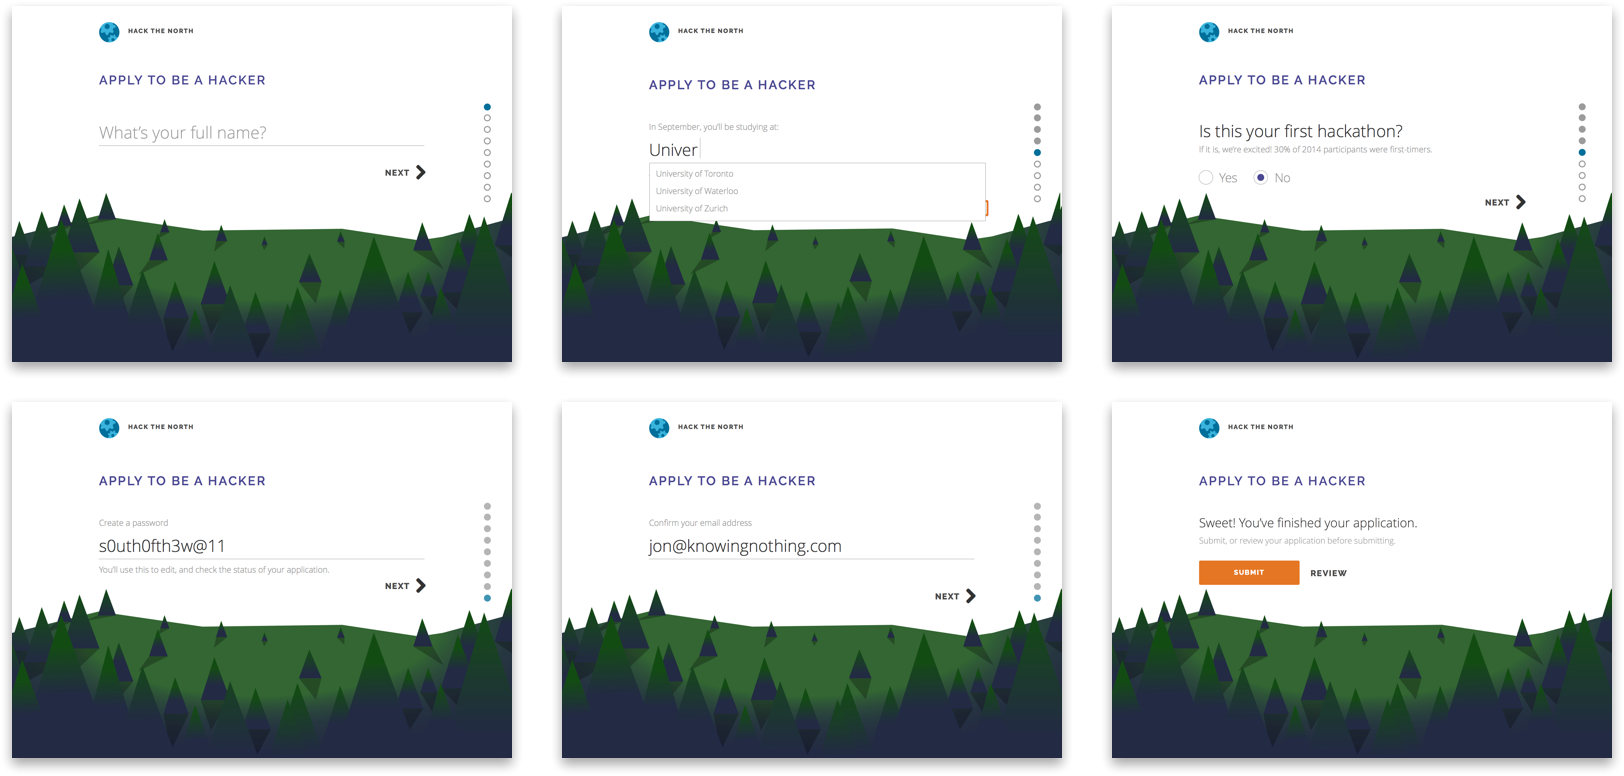 HACK THE NORTH
APPLY TO BE A HACKER
What's your full name?
NEXT
HACK THE NORTH
APPLY TO BE A HACKER
In September, you'll be studying at:
Univer
University of Toronto
University of Waterloo
University of Zurich
HACK THE NORTH
APPLY TO BE A HACKER
Is this your first hackathon?
If it is, we're excited! 30% of 2014 participants were first-timers.
Yes No
NEXT
HACK THE NORTH
APPLY TO BE A HACKER
Create a password
s0uth0fth3w@11
You'll use this to edit, and check the status of your application.
NEXT
HACK THE NORTH
APPLY TO BE A HACKER
Confirm your email address
jon@knowingnothing.com
NEXT
HACK THE NORTH
APPLY TO BE A HACKER
Sweet! You've finished your application.
Submit, or review your application before submitting.
SUBMIT REVIEW